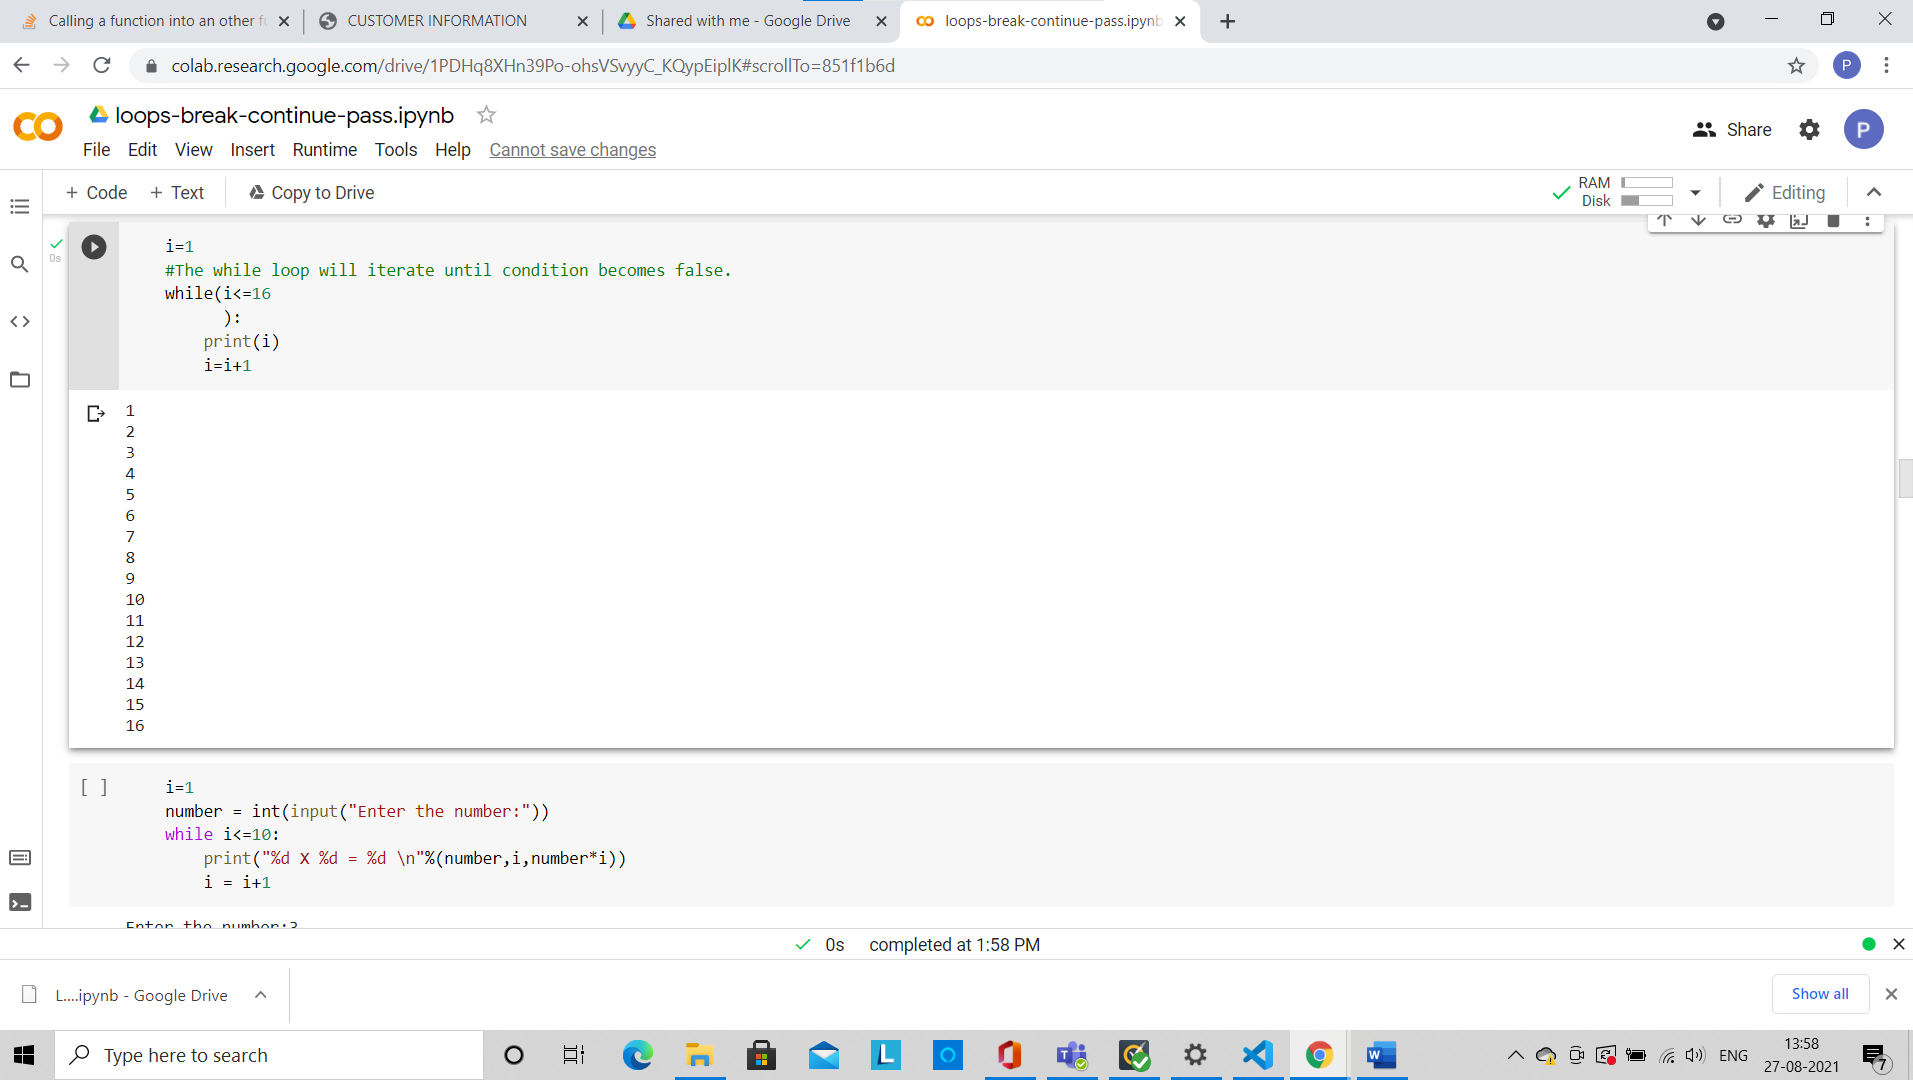 Calling a function into an other f
CUSTOMER INFORMATION
Shared with me - Google Drive
loops-break-continue-pass.ipynb
colab.research.google.com/drive/1PDHq8XHn39Po-ohsVSvyyC_KQypEiplK#scrollTo=851f1b6d
P
loops-break-continue-pass.ipynb
Share
P
File Edit View Insert Runtime Tools Help Cannot save changes
+ Code + Text Copy to Drive
RAM
Disk
Editing
0s
i=1
#The while loop will iterate until condition becomes false.
while(i<=16
):
print(i)
i=i+1
1
2
3
4
5
6
7
8
9
10
11
12
13
14
15
16
[ ]
i=1
number = int(input("Enter the number:"))
while i<=10:
print("%d X %d = %d \n"%(number,i,number*i))
i = i+1
Enter the number:3
0s completed at 1:58 PM
L....ipynb - Google Drive
Show all
Type here to search
ENG
13:58
27-08-2021
7